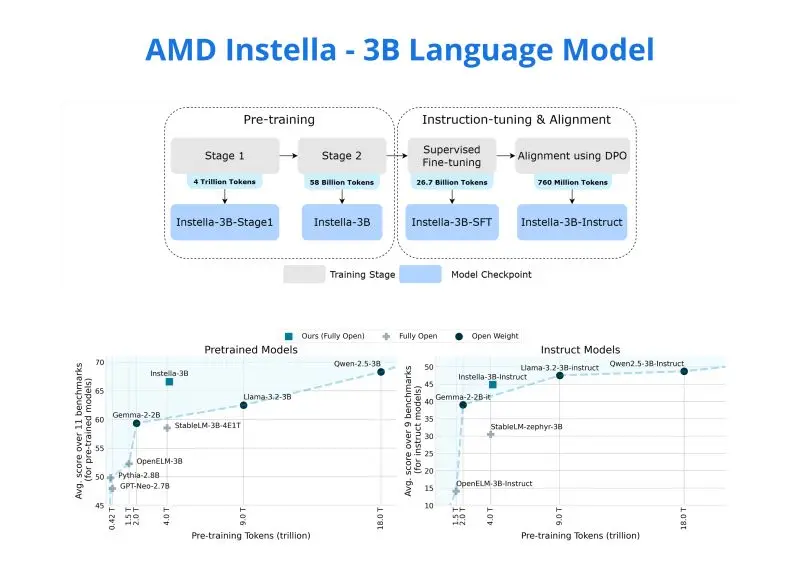 AMD Instella - 3B Language Model
Pre-training
Instruction-tuning & Alignment
Stage 1
Stage 2
Supervised
Fine-tuning
Alignment using DPO
4 Trillion Tokens
58 Billion Tokens
26.7 Billion Tokens
760 Million Tokens
Instella-3B-Stage1
Instella-3B
Instella-3B-SFT
Instella-3B-Instruct
Training Stage
Model Checkpoint
Ours (Fully Open)
Fully Open
Open Weight
Pretrained Models
Avg. score over 11 benchmarks
(for pre-trained models)
70
65
60
55
50
45
Instella-3B
Qwen-2.5-3B
Llama-3.2-3B
Gemma-2-2B
StableLM-3B-4E1T
OpenELM-3B
Pythia-2.8B
GPT-Neo-2.7B
0.42 T
1.5 T
2.0 T
4.0 T
9.0 T
18.0 T
Pre-training Tokens (trillion)
Instruct Models
Avg. score over 9 benchmarks
(for instruct models)
50
45
40
35
30
25
20
15
10
Llama-3.2-3B-instruct
Qwen2.5-3B-Instruct
Instella-3B-Instruct
Gemma-2-2B-it
StableLM-zephyr-3B
OpenELM-3B-Instruct
1.5 T
2.0 T
4.0 T
9.0 T
18.0 T
Pre-training Tokens (trillion)